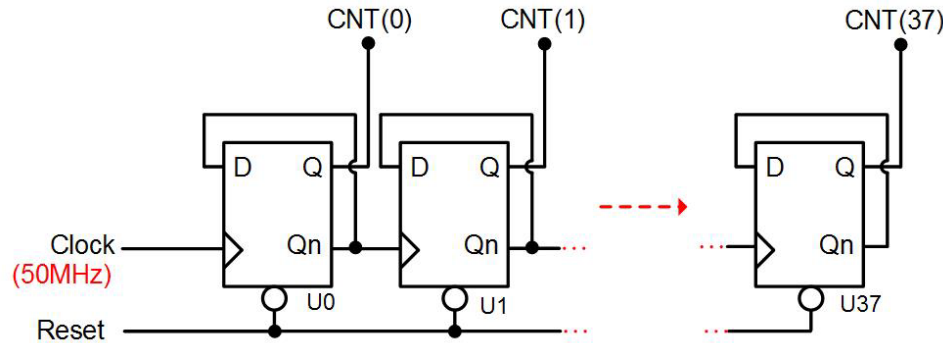 CNT(0) CNT(1) CNT(37)
D Q D Q D Q
Clock Qn Qn ... ... Qn
(50MHz)
U0 U1 U37
Reset ... ...